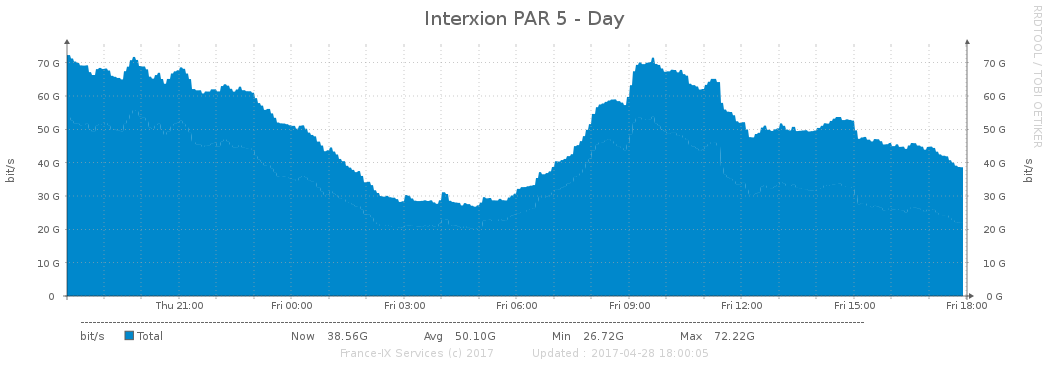 Interxion PAR 5 - Day
RRDTOOL / TOBI OETIKER
bit/s
70 G 70 G
60 G 60 G
50 G 50 G
40 G 40 G
30 G 30 G
20 G 20 G
10 G 10 G
0 0 G
bit/s
Thu 21:00 Fri 00:00 Fri 03:00 Fri 06:00 Fri 09:00 Fri 12:00 Fri 15:00 Fri 18:00
bit/s Total Now 38.56G Avg 50.10G Min 26.72G Max 72.22G
France-IX Services (c) 2017 Updated : 2017-04-28 18:00:05